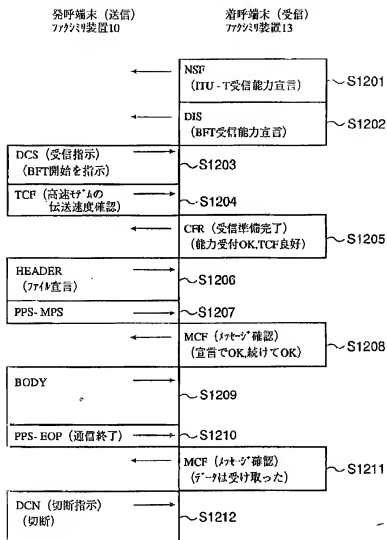 発呼端末(送信)
ファクシミリ装置10
着呼端末(受信)
ファクシミリ装置13
NSF
(ITU-T受信能力宣言)
S1201
DIS
(BFT受信能力宣言)
S1202
DCS(受信指示)
(BFT開始を指示)
S1203
TCF(高速モデムの
伝送速度確認)
S1204
CFR(受信準備完了)
(能力受付OK,TCF良好)
S1205
HEADER
(ファイル宣言)
S1206
PPS-MPS
S1207
MCF(メッセージ確認)
(宣言でOK,続けてOK)
S1208
BODY
S1209
PPS-EOP(通信終了)
S1210
MCF(メッセージ確認)
(データは受け取った)
S1211
DCN(切断指示)
(切断)
S1212